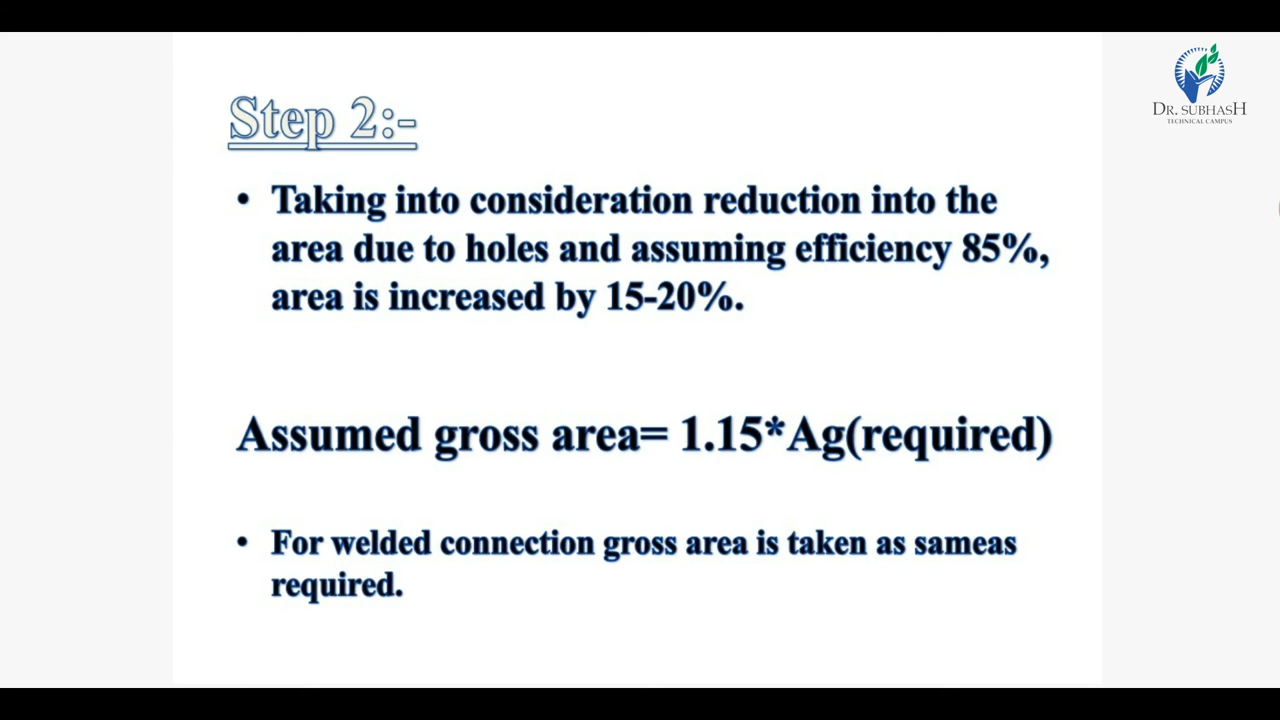 DR. SUBHASH
TECHNICAL CAMPUS
Step 2:-
• Taking into consideration reduction into the
area due to holes and assuming efficiency 85%,
area is increased by 15-20%.
Assumed gross area= 1.15*Ag(required)
• For welded connection gross area is taken as sameas
required.